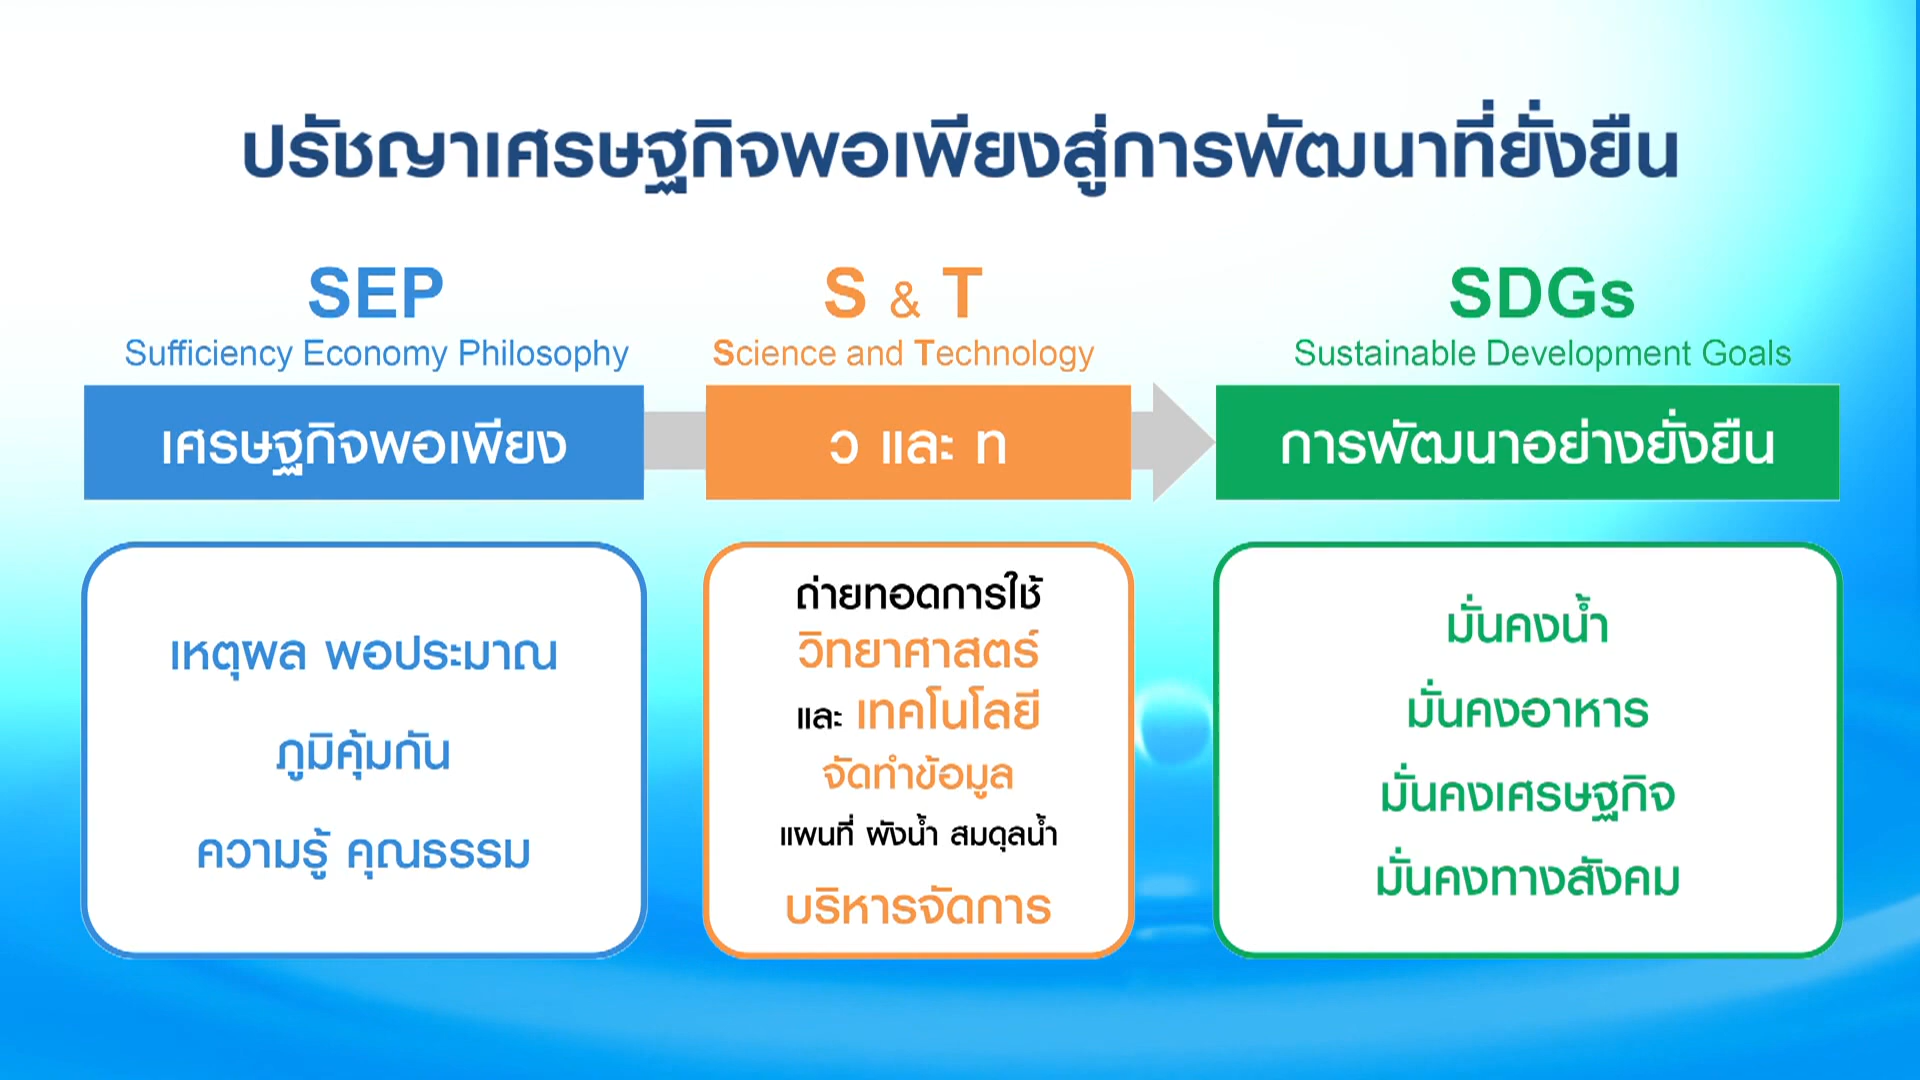 ปรัชญาเศรษฐกิจพอเพียงสู่การพัฒนาที่ยั่งยืน
SEP
Sufficiency Economy Philosophy
เศรษฐกิจพอเพียง
เหตุผล พอประมาณ
ภูมิคุ้มกัน
ความรู้ คุณธรรม
S & T
Science and Technology
ว และ ท
ถ่ายทอดการใช้
วิทยาศาสตร์
และ เทคโนโลยี
จัดทำข้อมูล
แผนที่ ผังน้ำ สมดุลน้ำ
บริหารจัดการ
SDGs
Sustainable Development Goals
การพัฒนาอย่างยั่งยืน
มั่นคงน้ำ
มั่นคงอาหาร
มั่นคงเศรษฐกิจ
มั่นคงทางสังคม